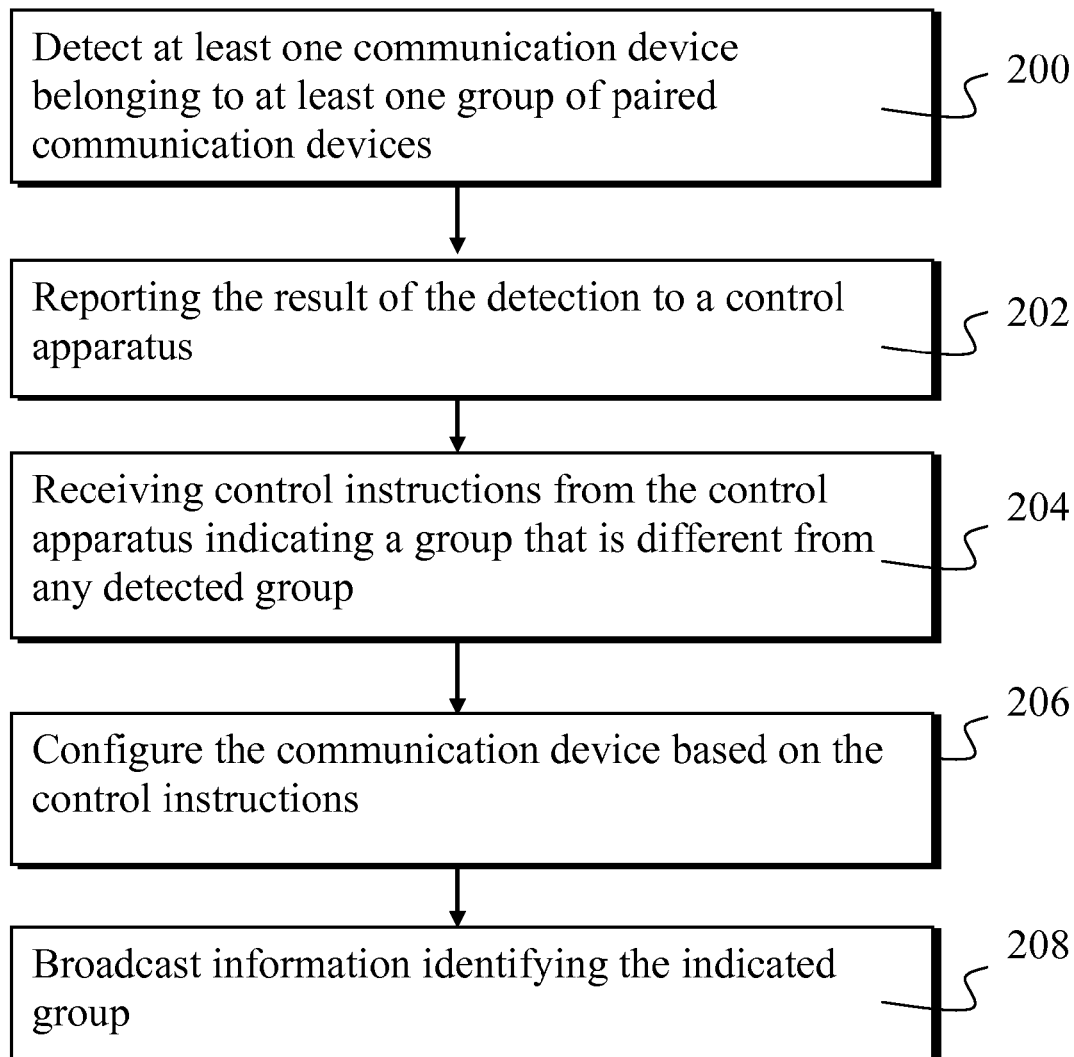 Detect at least one communication device
belonging to at least one group of paired
communication devices
200
Reporting the result of the detection to a control
apparatus
202
Receiving control instructions from the control
apparatus indicating a group that is different from
any detected group
204
Configure the communication device based on the
control instructions
206
Broadcast information identifying the indicated
group
208